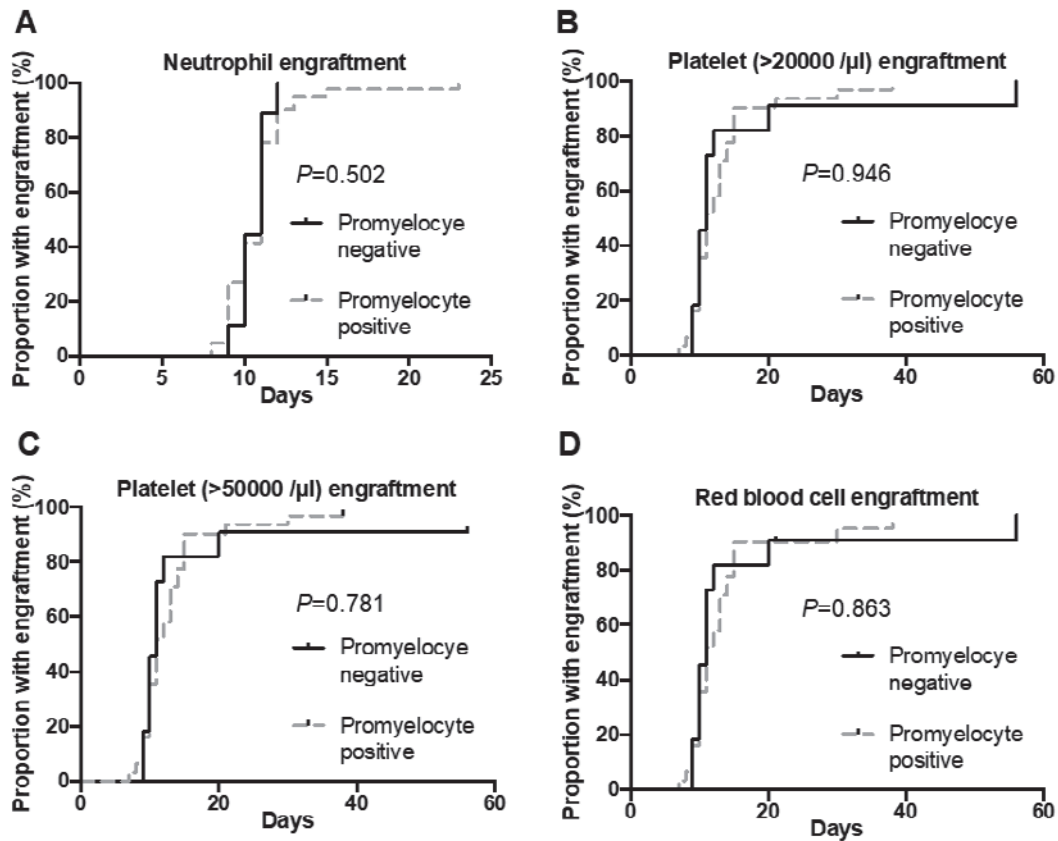 A
Neutrophil engraftment
Proportion with engraftment (%)
100
80
60
40
20
0
P=0.502
Promyelocye
negative
Promyelocyte
positive
0 5 10 15 20 25
Days
B
Platelet (>20000 /µl) engraftment
Proportion with engraftment (%)
100
80
60
40
20
0
P=0.946
Promyelocye
negative
Promyelocyte
positive
0 20 40 60
Days
C
Platelet (>50000 /µl) engraftment
Proportion with engraftment (%)
100
80
60
40
20
0
P=0.781
Promyelocye
negative
Promyelocyte
positive
0 20 40 60
Days
D
Red blood cell engraftment
Proportion with engraftment (%)
100
80
60
40
20
0
P=0.863
Promyelocye
negative
Promyelocyte
positive
0 20 40 60
Days